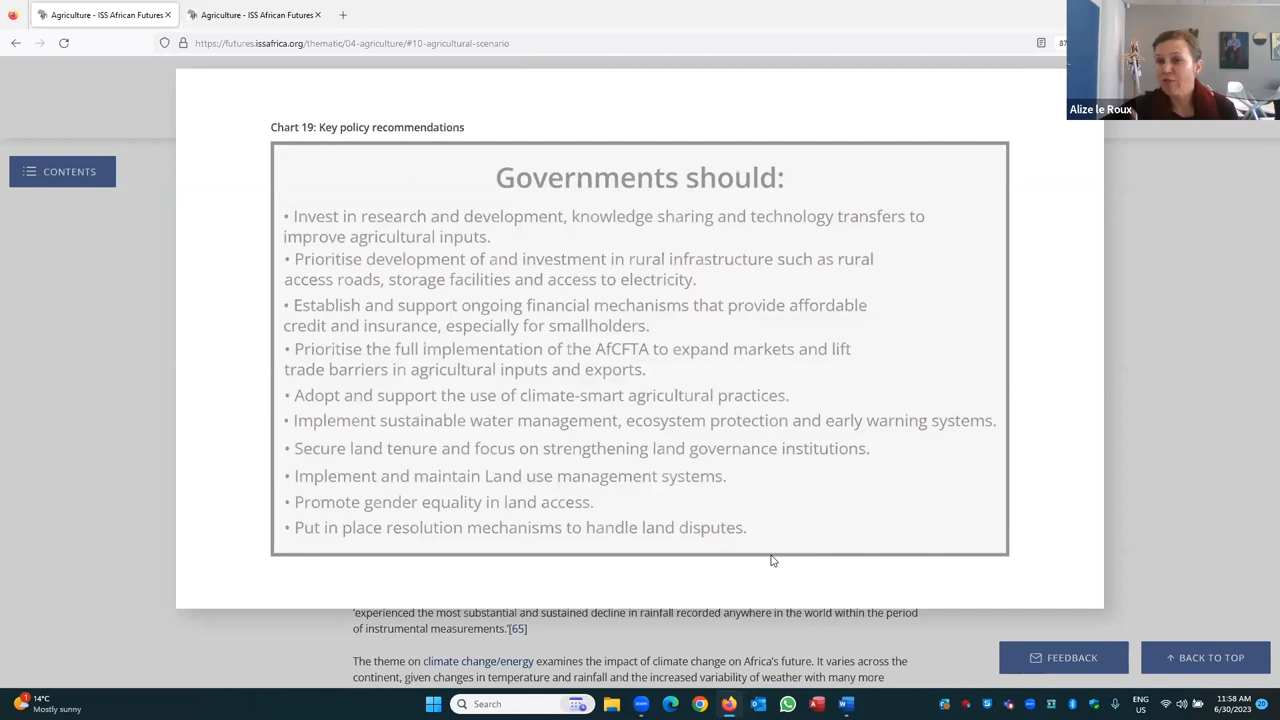 Agriculture - ISS African Futures
Agriculture - ISS African Futures
https://futures.issafrica.org/thematic/04-agriculture/#10-agricultural-scenario
Alize le Roux
Chart 19: Key policy recommendations
CONTENTS
Governments should:
• Invest in research and development, knowledge sharing and technology transfers to
improve agricultural inputs.
• Prioritise development of and investment in rural infrastructure such as rural
access roads, storage facilities and access to electricity.
• Establish and support ongoing financial mechanisms that provide affordable
credit and insurance, especially for smallholders.
• Prioritise the full implementation of the AfCFTA to expand markets and lift
trade barriers in agricultural inputs and exports.
• Adopt and support the use of climate-smart agricultural practices.
• Implement sustainable water management, ecosystem protection and early warning systems.
• Secure land tenure and focus on strengthening land governance institutions.
• Implement and maintain Land use management systems.
• Promote gender equality in land access.
• Put in place resolution mechanisms to handle land disputes.
'experienced the most substantial and sustained decline in rainfall recorded anywhere in the world within the period
of instrumental measurements.'[65]
The theme on climate change/energy examines the impact of climate change on Africa's future. It varies across the
continent, given changes in temperature and rainfall and the increased variability of weather with many more
FEEDBACK
BACK TO TOP
14°C
Mostly sunny
Search
ENG
US
11:58 AM
6/30/2023